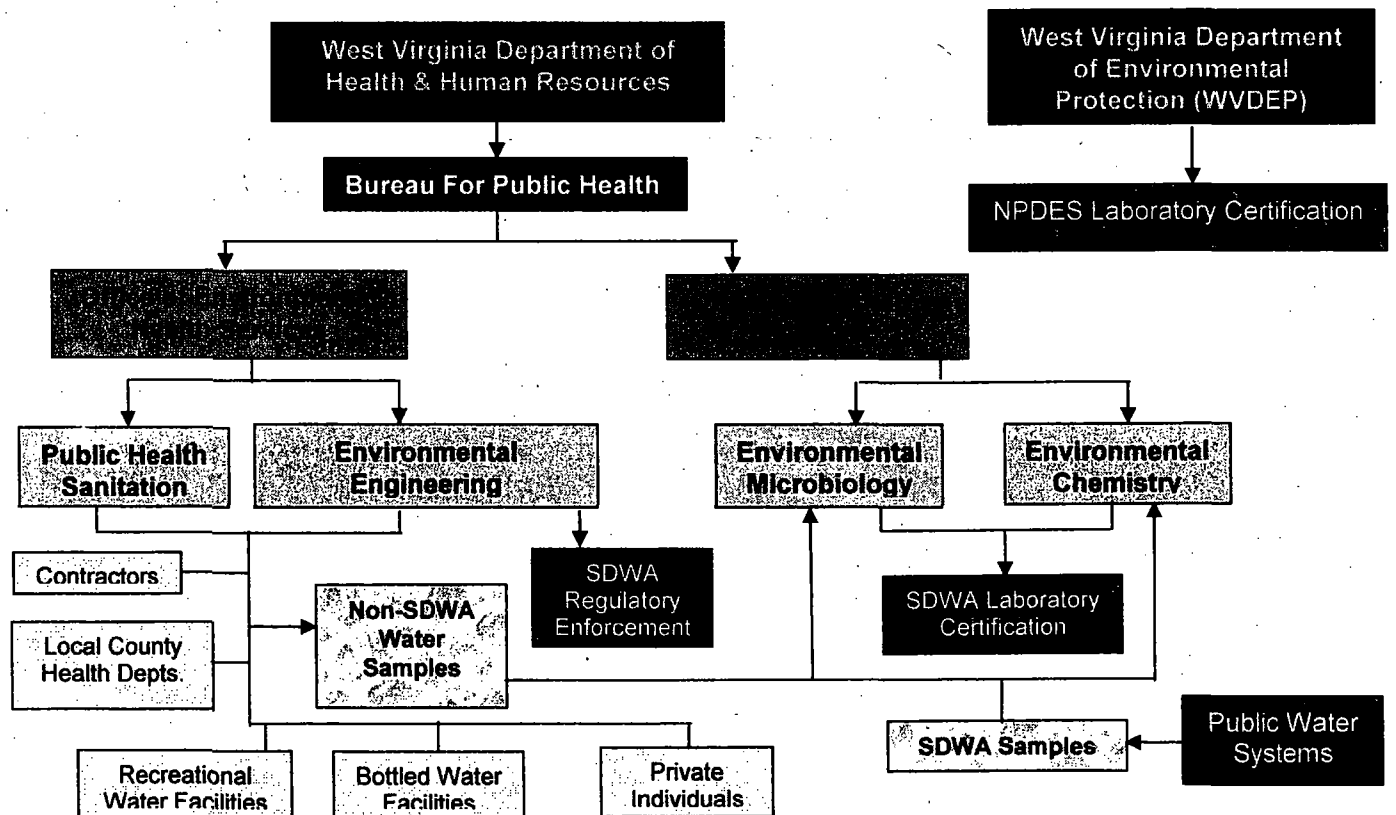 West Virginia Department of
Health & Human Resources
West Virginia Department
of Environmental
Protection (WVDEP)
Bureau For Public Health
NPDES Laboratory Certification
Public Health
Sanitation
Environmental
Engineering
Environmental
Microbiology
Environmental
Chemistry
Contractors
Non-SDWA
Water
Samples
SDWA
Regulatory
Enforcement
SDWA Laboratory
Certification
Local County
Health Depts.
SDWA Samples
Public Water
Systems
Recreational
Water Facilities
Bottled Water
Facilities
Private
Individuals